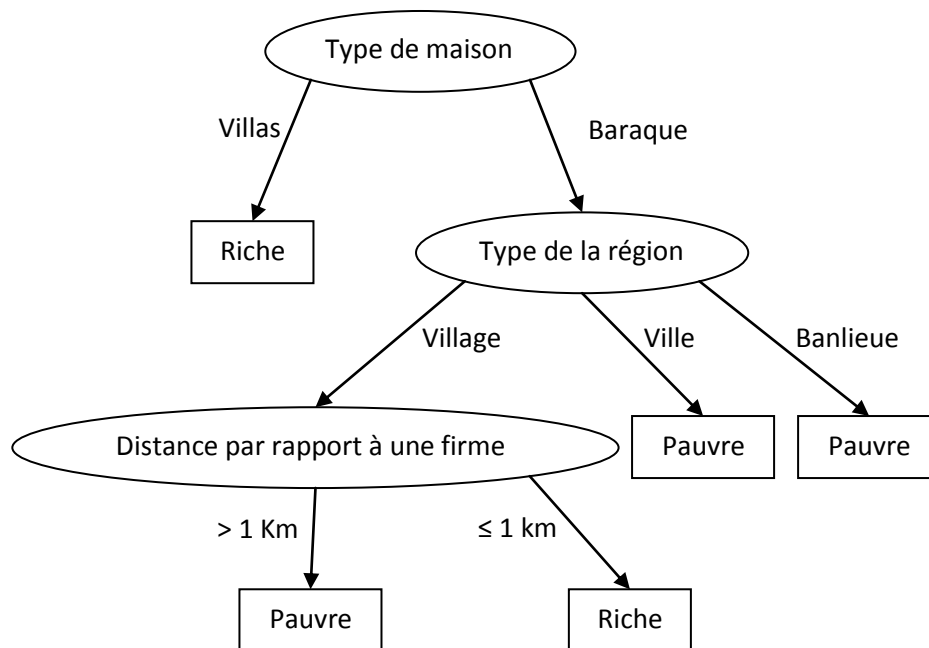 Type de maison
Villas
Baraque
Riche
Type de la région
Village
Ville
Banlieue
Distance par rapport à une firme
Pauvre
Pauvre
> 1 Km
≤ 1 km
Pauvre
Riche